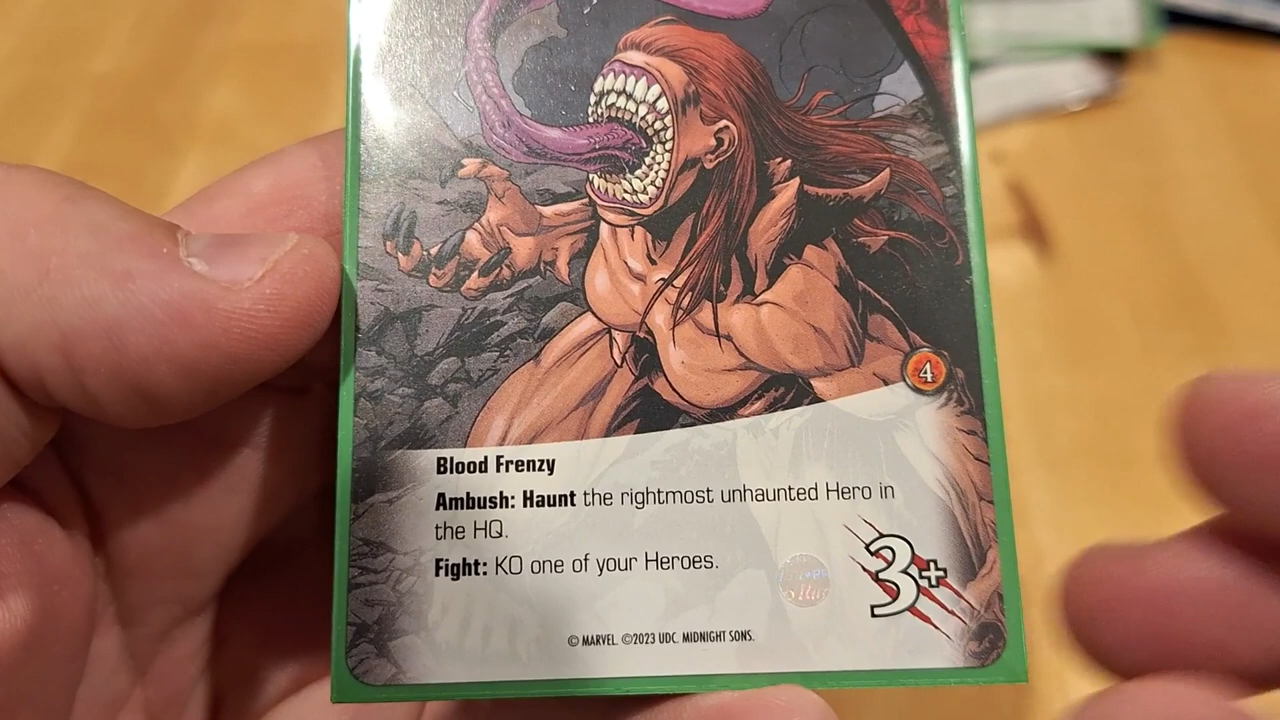 4
Blood Frenzy
Ambush: Haunt the rightmost unhaunted Hero in
the HQ.
Fight: KO one of your Heroes.
3+
© MARVEL. ©2023 UDC. MIDNIGHT SONS.